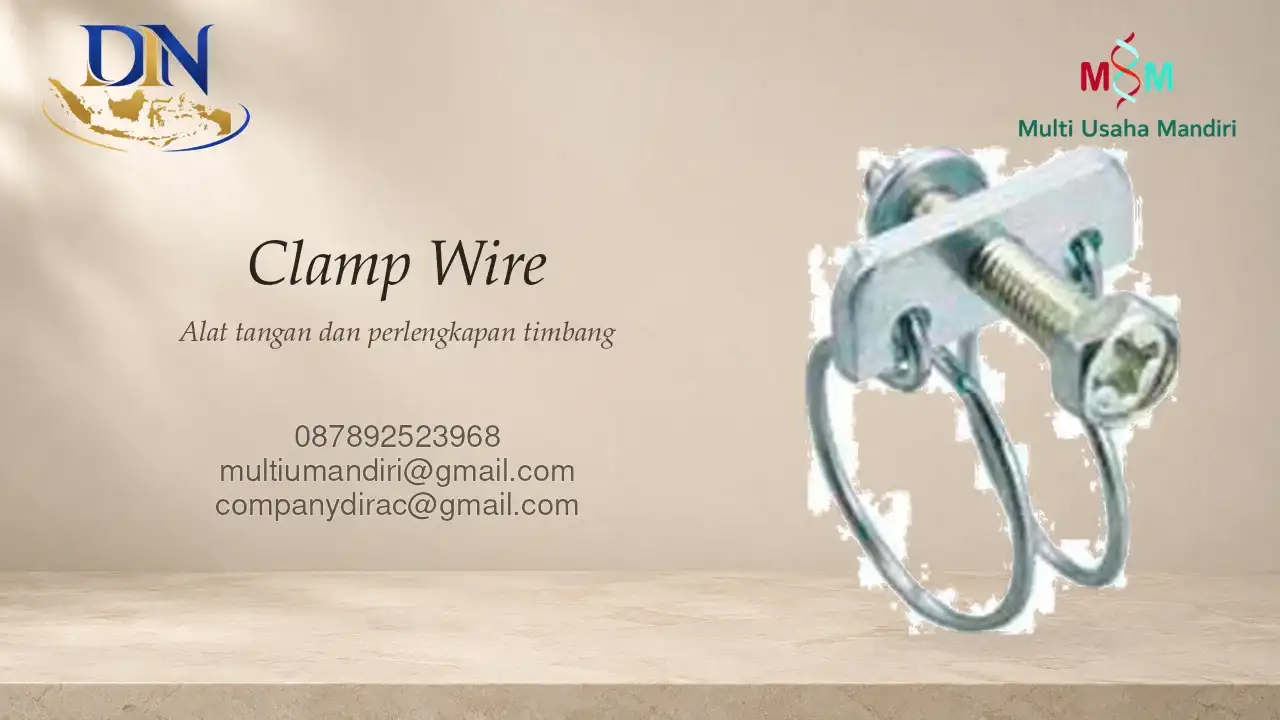 DN
MSM
Multi Usaha Mandiri
Clamp Wire
Alat tangan dan perlengkapan timbang
087892523968
multiumandiri@gmail.com
companydirac@gmail.com